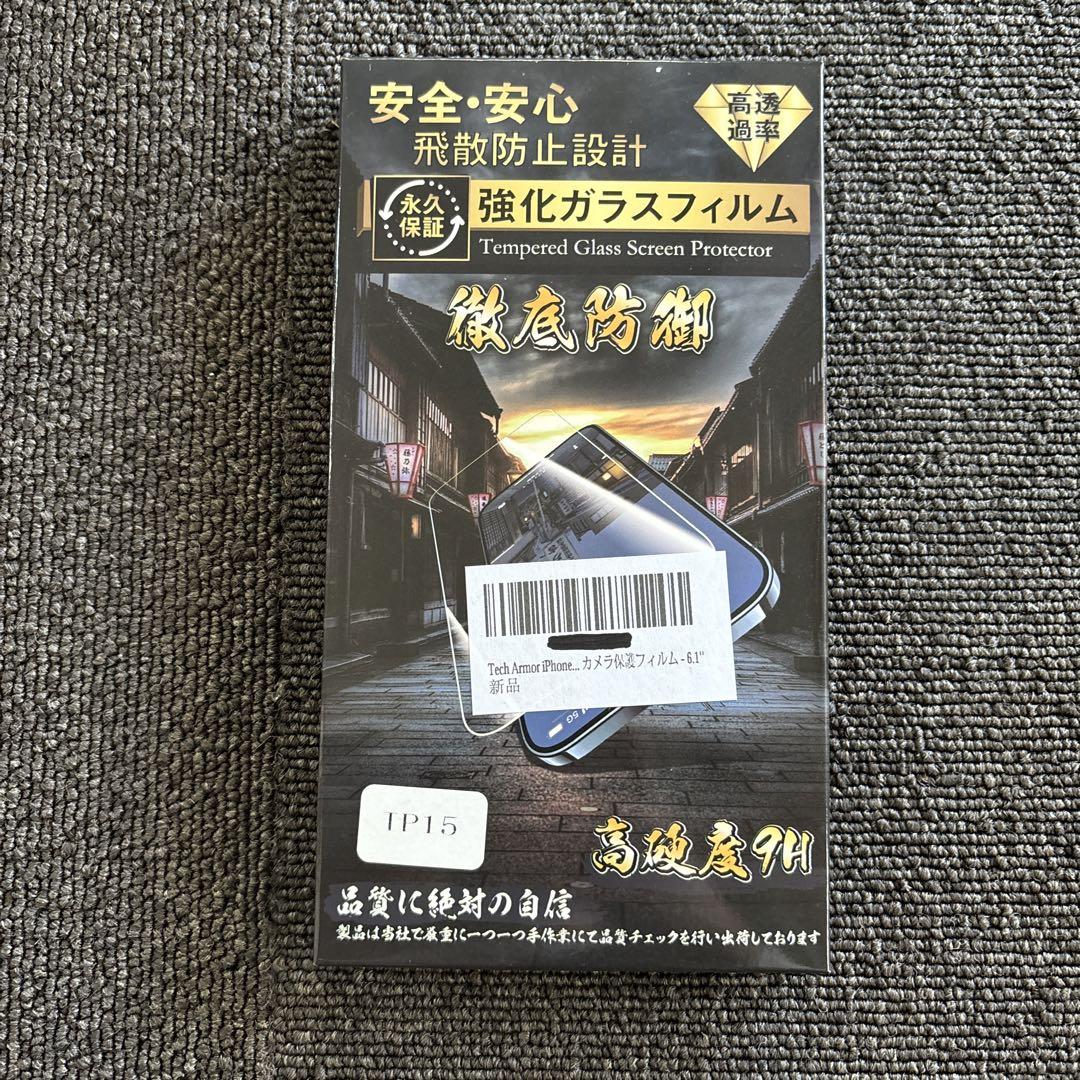 安全・安心
飛散防止設計
高透
過率
永久
保証
強化ガラスフィルム
Tempered Glass Screen Protector
徹底防御
Tech Armor iPhone... カメラ保護フィルム - 6.1"
新品
5G
TP15
高硬度9H
品質に絶対の自信
製品は当社で厳重に一つ一つ手作業にて品質チェックを行い出荷しております